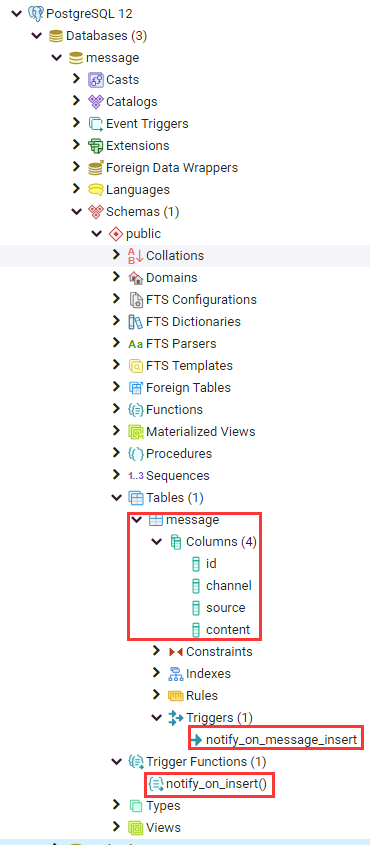 PostgreSQL 12
Databases (3)
message
Casts
Catalogs
Event Triggers
Extensions
Foreign Data Wrappers
Languages
Schemas (1)
public
Collations
Domains
FTS Configurations
FTS Dictionaries
Aa FTS Parsers
FTS Templates
Foreign Tables
Functions
Materialized Views
Procedures
1..3 Sequences
Tables (1)
message
Columns (4)
id
channel
source
content
Constraints
Indexes
Rules
Triggers (1)
notify_on_message_insert
Trigger Functions (1)
notify_on_insert()
Types
Views